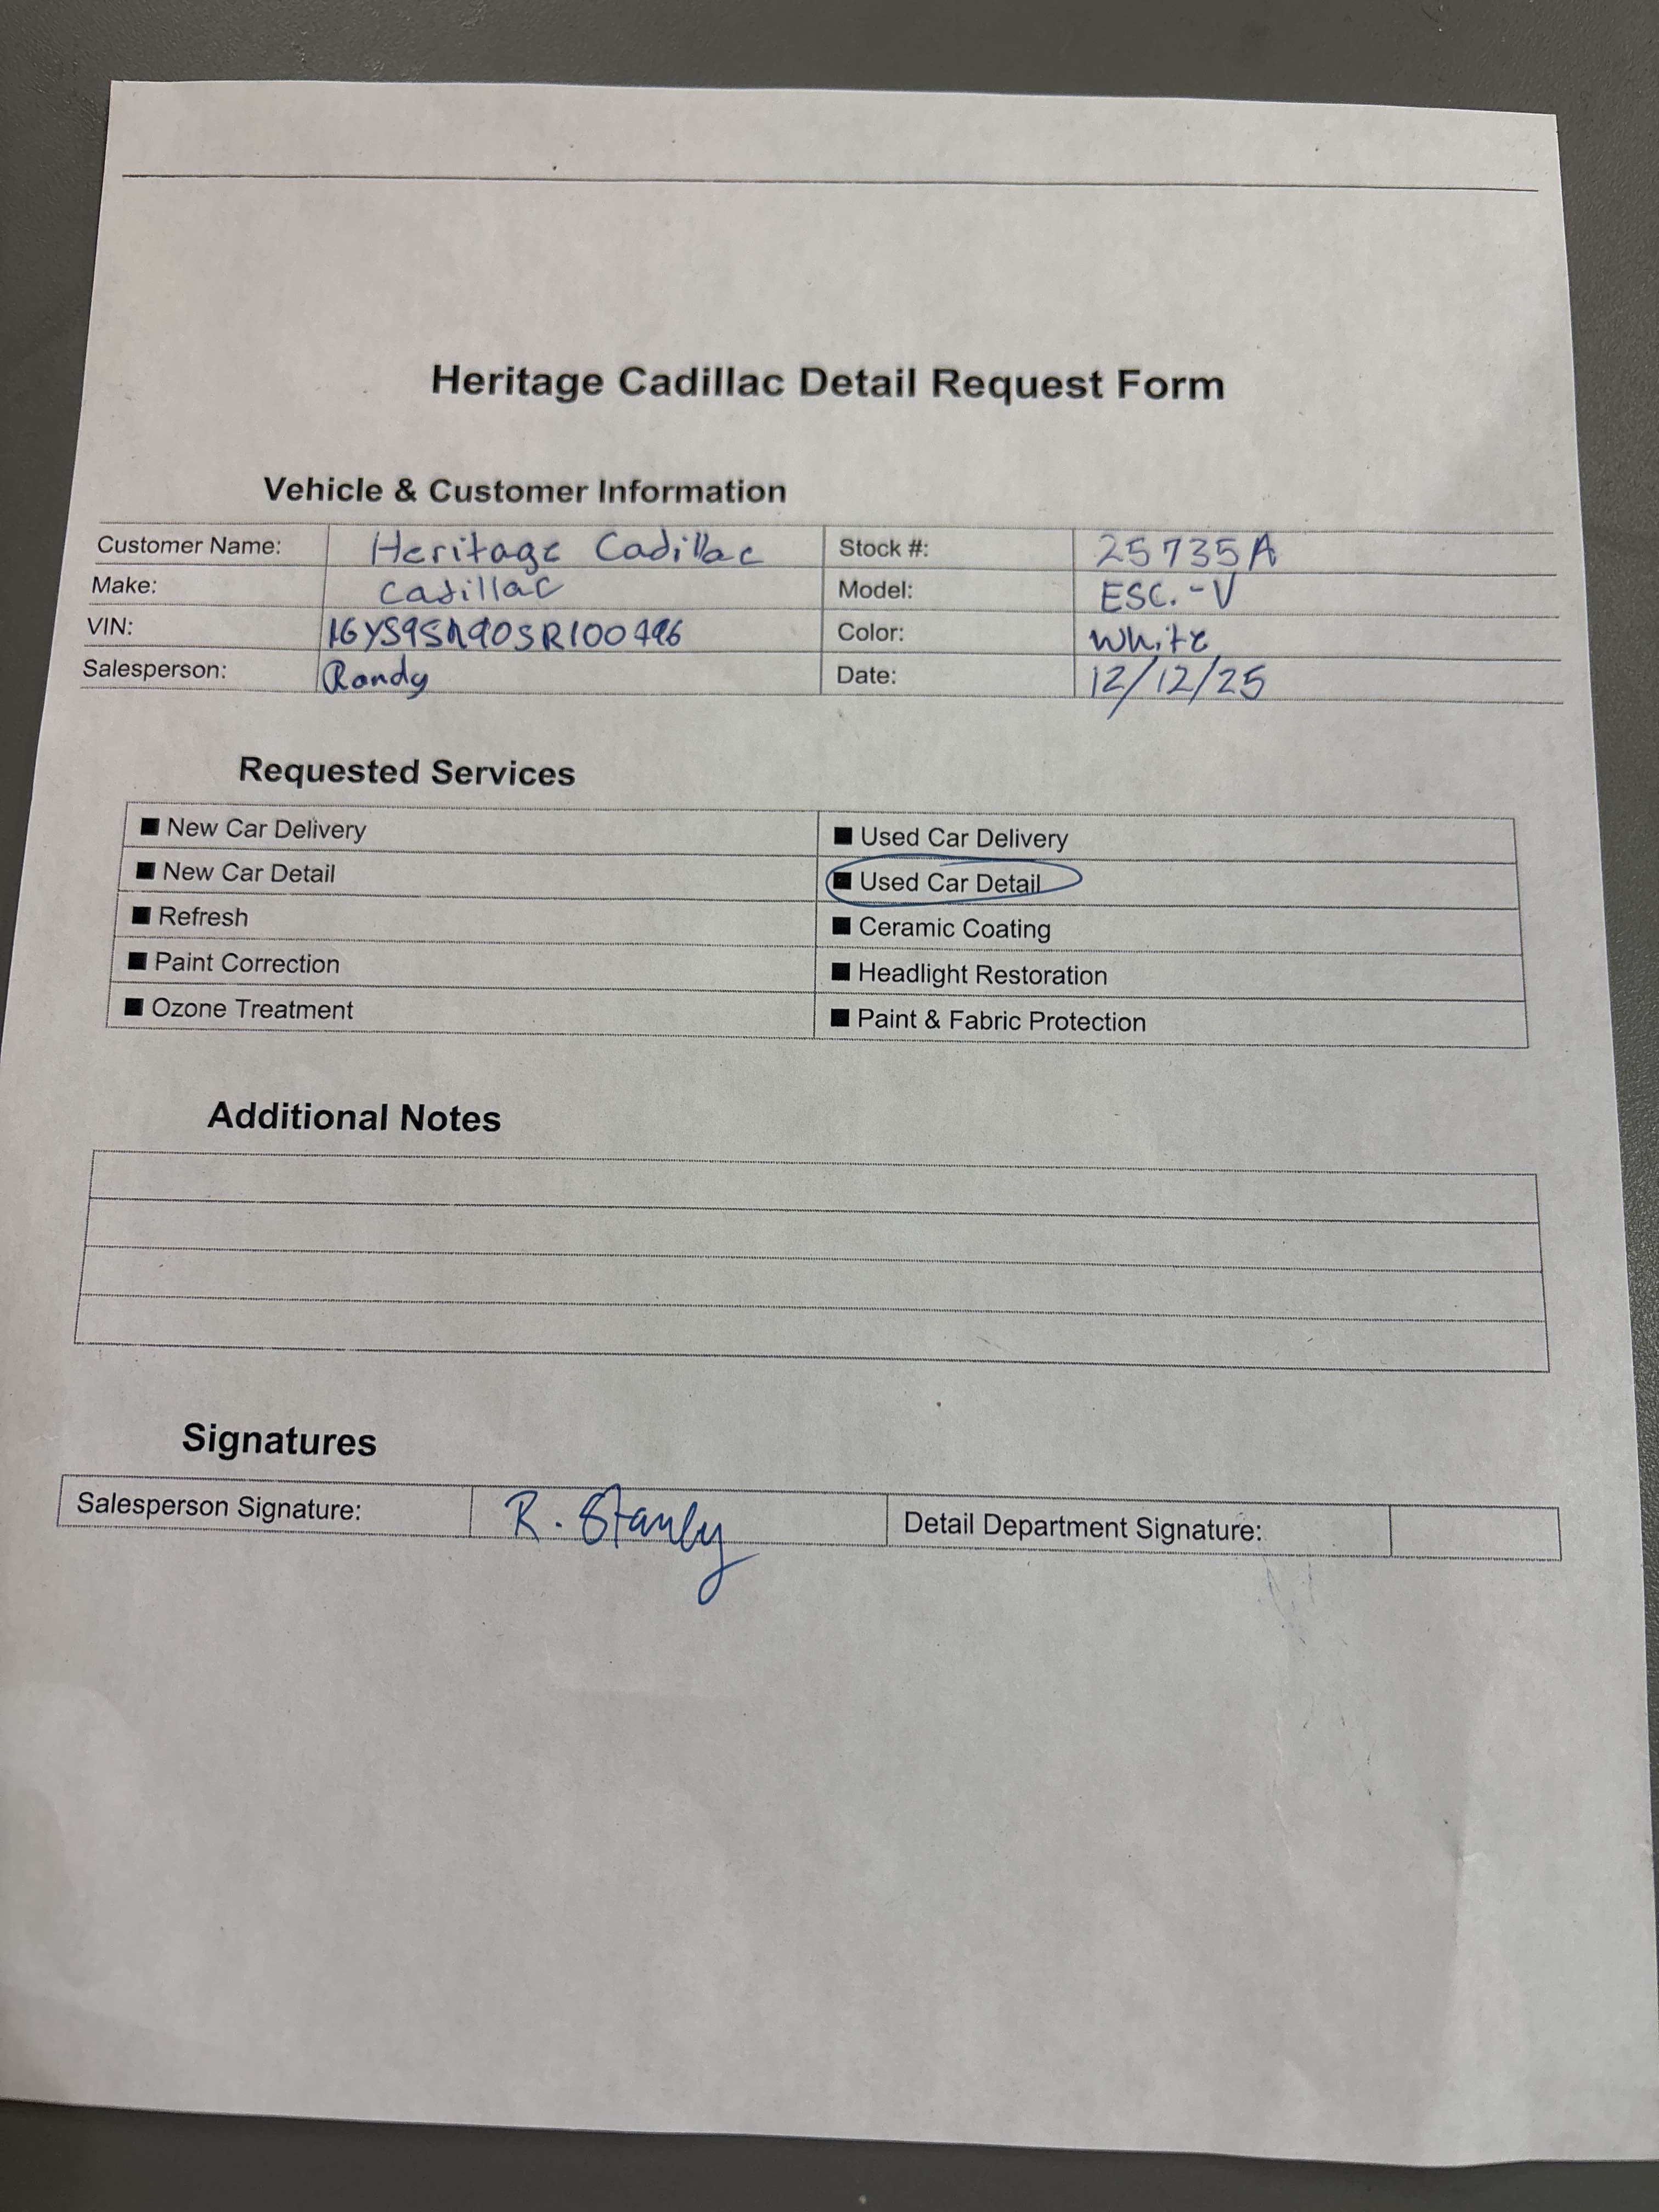 Heritage Cadillac Detail Request Form
Vehicle & Customer Information
Customer Name: Heritage Cadillac Stock #: 25735A
Make: Cadillac Model: ESC.-V
VIN: Color: White
Salesperson: Randy Date: 12/12/25
Requested Services
■ New Car Delivery ■ Used Car Delivery
■ New Car Detail ■ Used Car Detail
■ Refresh ■ Ceramic Coating
■ Paint Correction ■ Headlight Restoration
■ Ozone Treatment ■ Paint & Fabric Protection
Additional Notes
Signatures
Salesperson Signature: R. Stanly Detail Department Signature: